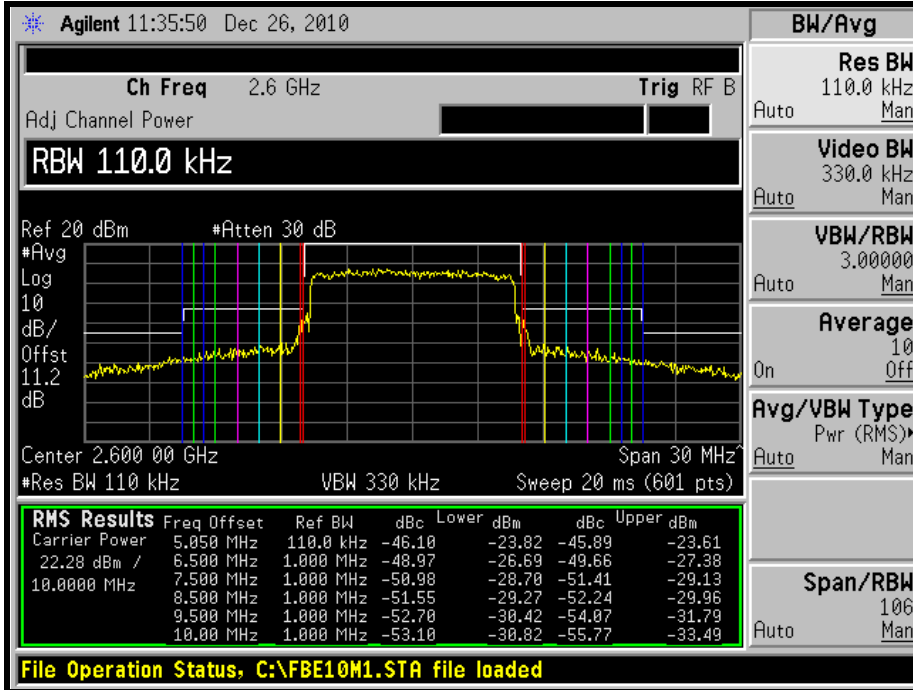 Agilent 11:35:50 Dec 26, 2010
BW/Avg
Ch Freq 2.6 GHz Trig RF B
Adj Channel Power
RBW 110.0 kHz
Ref 20 dBm #Atten 30 dB
#Avg
Log
10
dB/
Offst
11.2
dB
Center 2.600 00 GHz Span 30 MHz^
#Res BW 110 kHz VBW 330 kHz Sweep 20 ms (601 pts)
RMS Results Freq Offset Ref BW dBc Lower dBm dBc Upper dBm
Carrier Power 5.050 MHz 110.0 kHz -46.10 -23.82 -45.89 -23.61
22.28 dBm / 6.500 MHz 1.000 MHz -48.97 -26.69 -49.66 -27.38
10.0000 MHz 7.500 MHz 1.000 MHz -50.98 -28.70 -51.41 -29.13
8.500 MHz 1.000 MHz -51.55 -29.27 -52.24 -29.96
9.500 MHz 1.000 MHz -52.70 -30.42 -54.07 -31.79
10.00 MHz 1.000 MHz -53.10 -30.82 -55.77 -33.49
File Operation Status, C:\FBE10M1.STA file loaded
Res BW
110.0 kHz
Auto Man
Video BW
330.0 kHz
Auto Man
VBW/RBW
3.00000
Auto Man
Average
10
On Off
Avg/VBW Type
Pwr (RMS)
Auto Man
Span/RBW
106
Auto Man